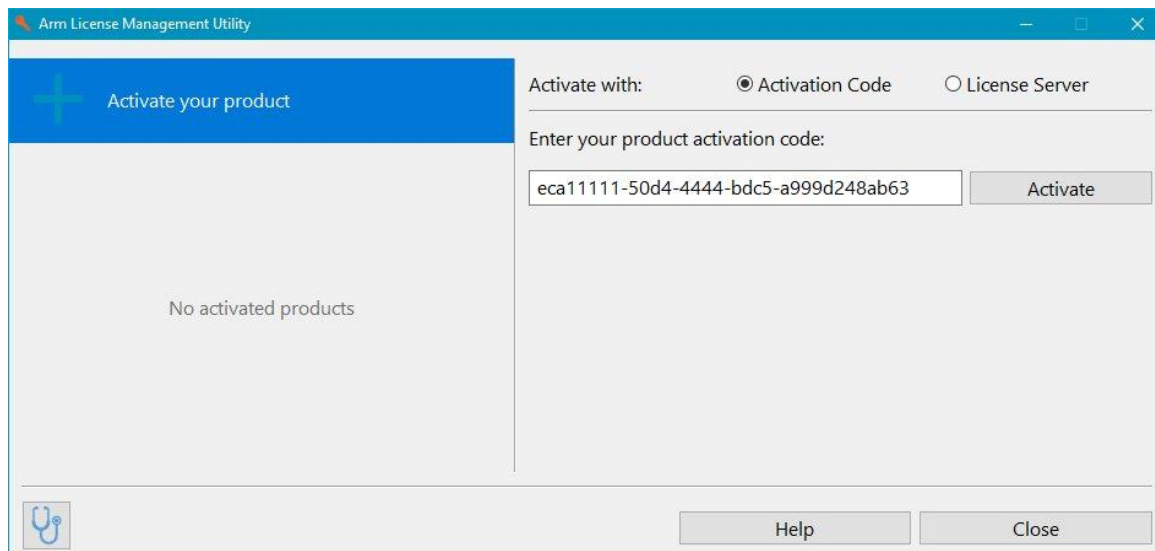 Arm License Management Utility
Activate your product
No activated products
Activate with: Activation Code License Server
Enter your product activation code:
eca11111-50d4-4444-bdc5-a999d248ab63 Activate
Help Close